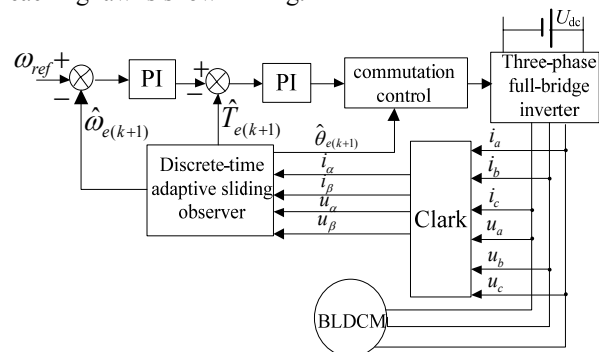 U_dc
ω_ref + − PI + − PI commutation control Three-phase full-bridge inverter
ω̂_e(k+1) T̂_e(k+1) θ̂_e(k+1)
Discrete-time
adaptive sliding
observer
i_α
i_β
u_α
u_β
Clark
i_a
i_b
i_c
u_a
u_b
u_c
BLDCM